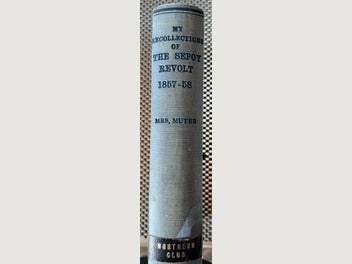 MY
RECOLLECTIONS
OF
THE SEPOY
REVOLT
1857-58
MRS, MUTER
NORTHERN
CLUB